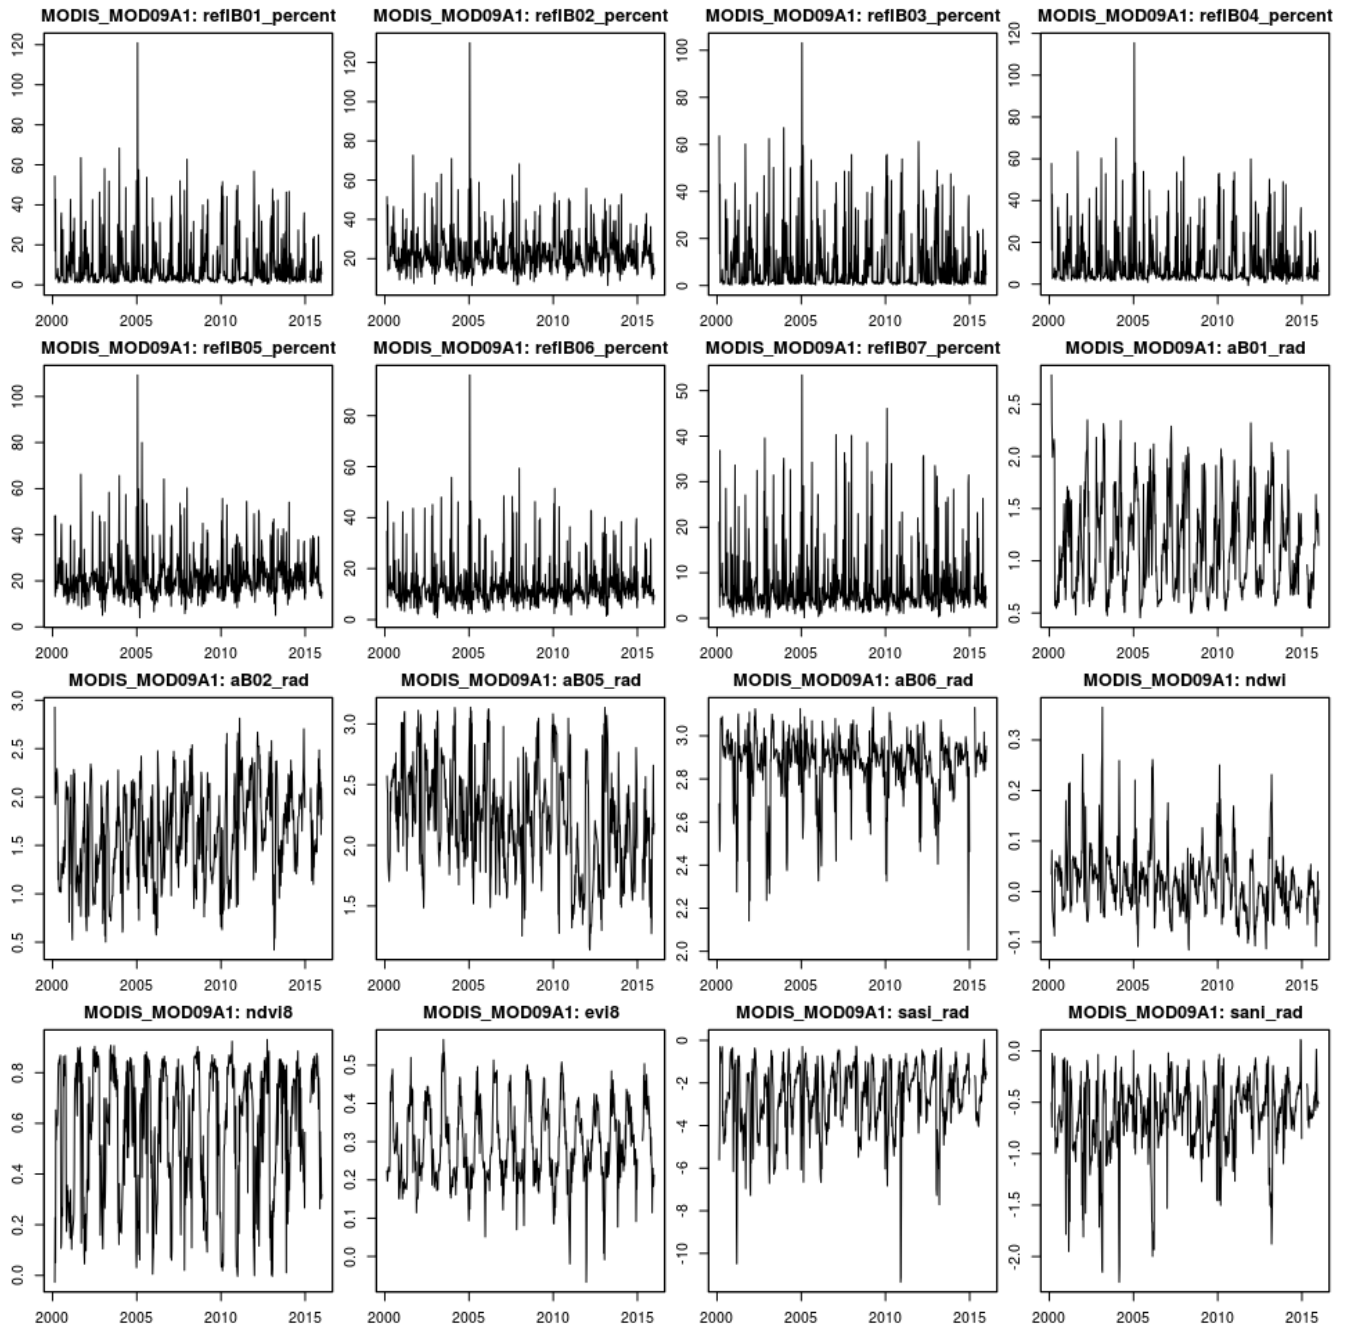 MODIS_MOD09A1: reflB01_percent
120
100
80
60
40
20
0
2000 2005 2010 2015
MODIS_MOD09A1: reflB02_percent
120
100
80
60
40
20
2000 2005 2010 2015
MODIS_MOD09A1: reflB03_percent
100
80
60
40
20
0
2000 2005 2010 2015
MODIS_MOD09A1: reflB04_percent
120
100
80
60
40
20
0
2000 2005 2010 2015
MODIS_MOD09A1: reflB05_percent
100
80
60
40
20
0
2000 2005 2010 2015
MODIS_MOD09A1: reflB06_percent
80
60
40
20
0
2000 2005 2010 2015
MODIS_MOD09A1: reflB07_percent
50
40
30
20
10
0
2000 2005 2010 2015
MODIS_MOD09A1: aB01_rad
2.5
2.0
1.5
1.0
0.5
2000 2005 2010 2015
MODIS_MOD09A1: aB02_rad
3.0
2.5
2.0
1.5
1.0
0.5
2000 2005 2010 2015
MODIS_MOD09A1: aB05_rad
3.0
2.5
2.0
1.5
2000 2005 2010 2015
MODIS_MOD09A1: aB06_rad
3.0
2.8
2.6
2.4
2.2
2.0
2000 2005 2010 2015
MODIS_MOD09A1: ndwi
0.3
0.2
0.1
0.0
-0.1
2000 2005 2010 2015
MODIS_MOD09A1: ndvi8
0.8
0.6
0.4
0.2
0.0
2000 2005 2010 2015
MODIS_MOD09A1: evi8
0.5
0.4
0.3
0.2
0.1
0.0
2000 2005 2010 2015
MODIS_MOD09A1: sasi_rad
0
-2
-4
-6
-8
-10
2000 2005 2010 2015
MODIS_MOD09A1: sani_rad
0.0
-0.5
-1.0
-1.5
-2.0
2000 2005 2010 2015